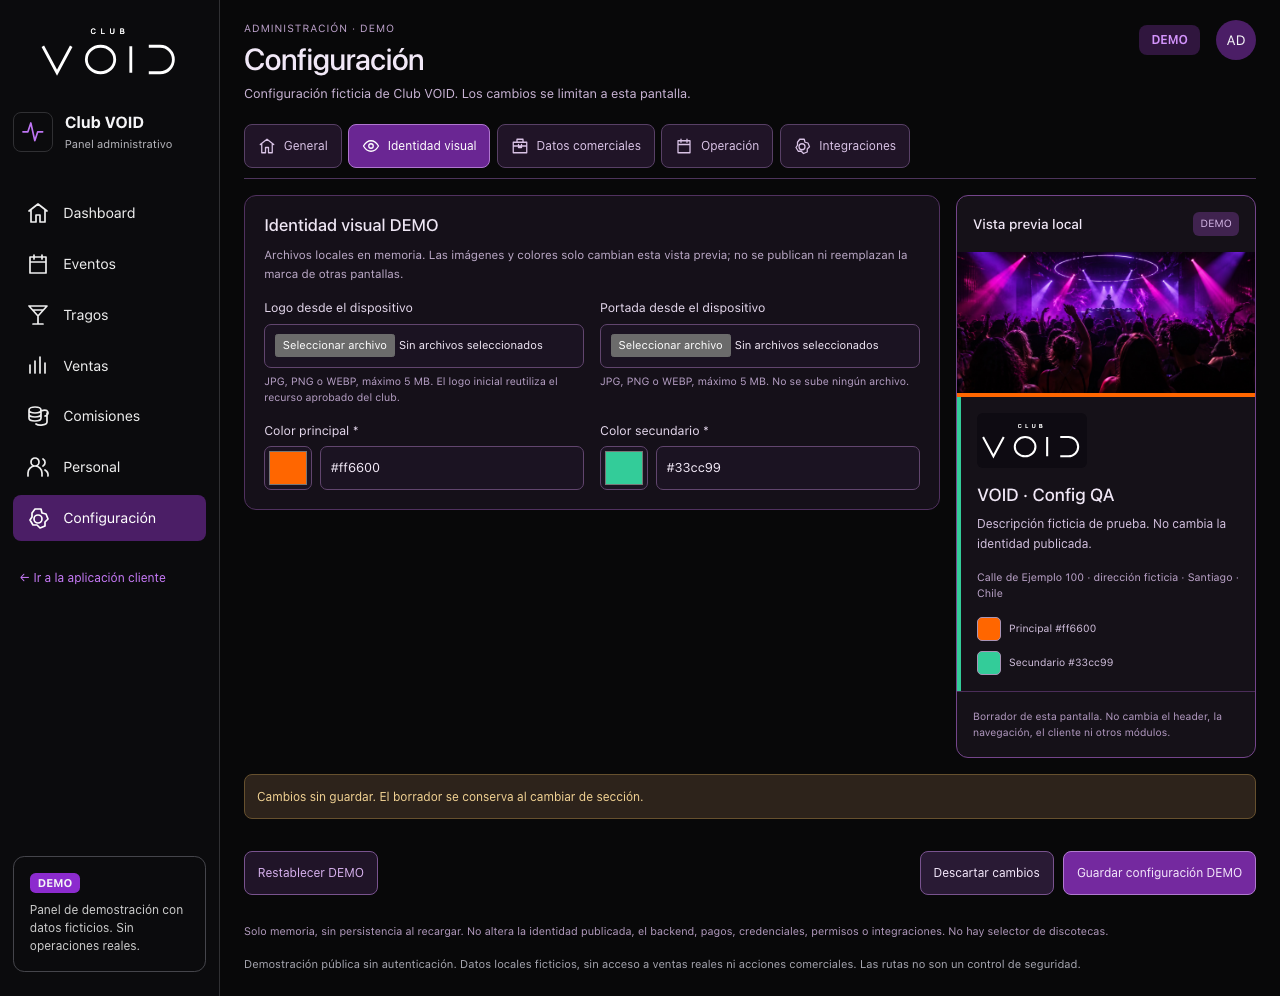 CLUB
VOID
Club VOID
Panel administrativo
Dashboard
Eventos
Tragos
Ventas
Comisiones
Personal
Configuración
← Ir a la aplicación cliente
DEMO
Panel de demostración con
datos ficticios. Sin
operaciones reales.
ADMINISTRACIÓN · DEMO
Configuración
Configuración ficticia de Club VOID. Los cambios se limitan a esta pantalla.
DEMO
AD
General
Identidad visual
Datos comerciales
Operación
Integraciones
Identidad visual DEMO
Archivos locales en memoria. Las imágenes y colores solo cambian esta vista previa; no se publican ni reemplazan la
marca de otras pantallas.
Logo desde el dispositivo
Seleccionar archivo Sin archivos seleccionados
JPG, PNG o WEBP, máximo 5 MB. El logo inicial reutiliza el
recurso aprobado del club.
Portada desde el dispositivo
Seleccionar archivo Sin archivos seleccionados
JPG, PNG o WEBP, máximo 5 MB. No se sube ningún archivo.
Color principal *
#ff6600
Color secundario *
#33cc99
Vista previa local
DEMO
CLUB
VOID
VOID · Config QA
Descripción ficticia de prueba. No cambia la
identidad publicada.
Calle de Ejemplo 100 · dirección ficticia · Santiago ·
Chile
Principal #ff6600
Secundario #33cc99
Borrador de esta pantalla. No cambia el header, la
navegación, el cliente ni otros módulos.
Cambios sin guardar. El borrador se conserva al cambiar de sección.
Restablecer DEMO
Descartar cambios
Guardar configuración DEMO
Solo memoria, sin persistencia al recargar. No altera la identidad publicada, el backend, pagos, credenciales, permisos o integraciones. No hay selector de discotecas.
Demostración pública sin autenticación. Datos locales ficticios, sin acceso a ventas reales ni acciones comerciales. Las rutas no son un control de seguridad.